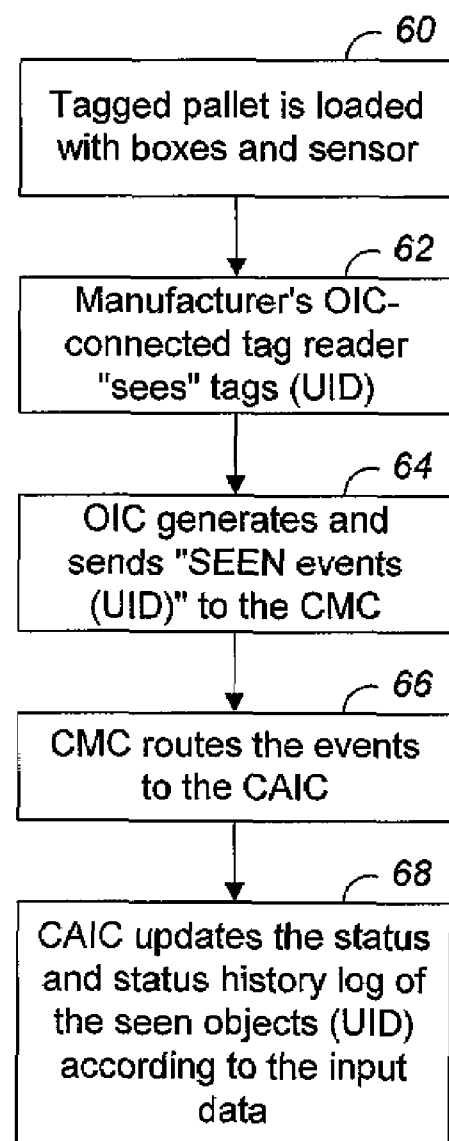 60
Tagged pallet is loaded
with boxes and sensor
62
Manufacturer's OIC-
connected tag reader
"sees" tags (UID)
64
OIC generates and
sends "SEEN events
(UID)" to the CMC
66
CMC routes the events
to the CAIC
68
CAIC updates the status
and status history log of
the seen objects (UID)
according to the input
data